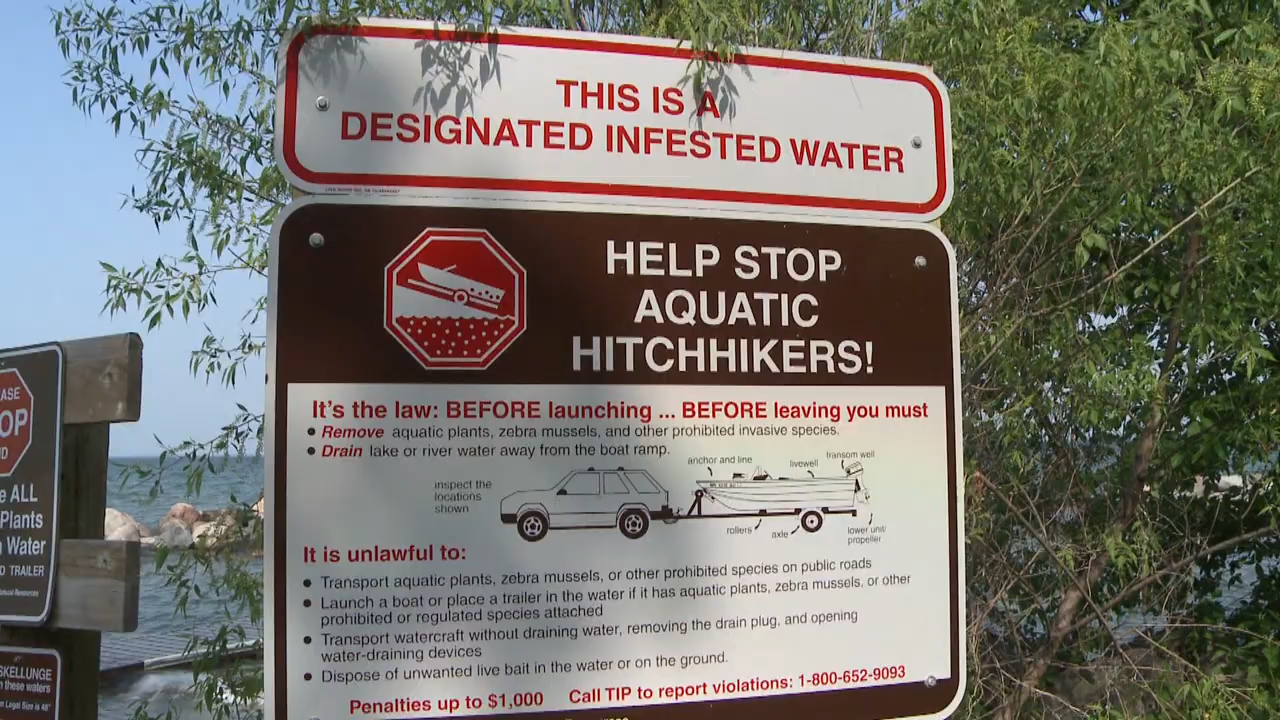 THIS IS A
DESIGNATED INFESTED WATER
HELP STOP
AQUATIC
HITCHHIKERS!
It's the law: BEFORE launching ... BEFORE leaving you must
• Remove aquatic plants, zebra mussels, and other prohibited invasive species.
• Drain lake or river water away from the boat ramp.
inspect the
locations
shown
anchor and line
livewell
transom well
rollers
axle
lower unit/
propeller
It is unlawful to:
• Transport aquatic plants, zebra mussels, or other prohibited species on public roads
• Launch a boat or place a trailer in the water if it has aquatic plants, zebra mussels, or other
prohibited or regulated species attached
• Transport watercraft without draining water, removing the drain plug, and opening
water-draining devices
• Dispose of unwanted live bait in the water or on the ground.
Penalties up to $1,000 Call TIP to report violations: 1-800-652-9093
ALL
Plants
Water
TRAILER
these waters
Legal Size is 48"